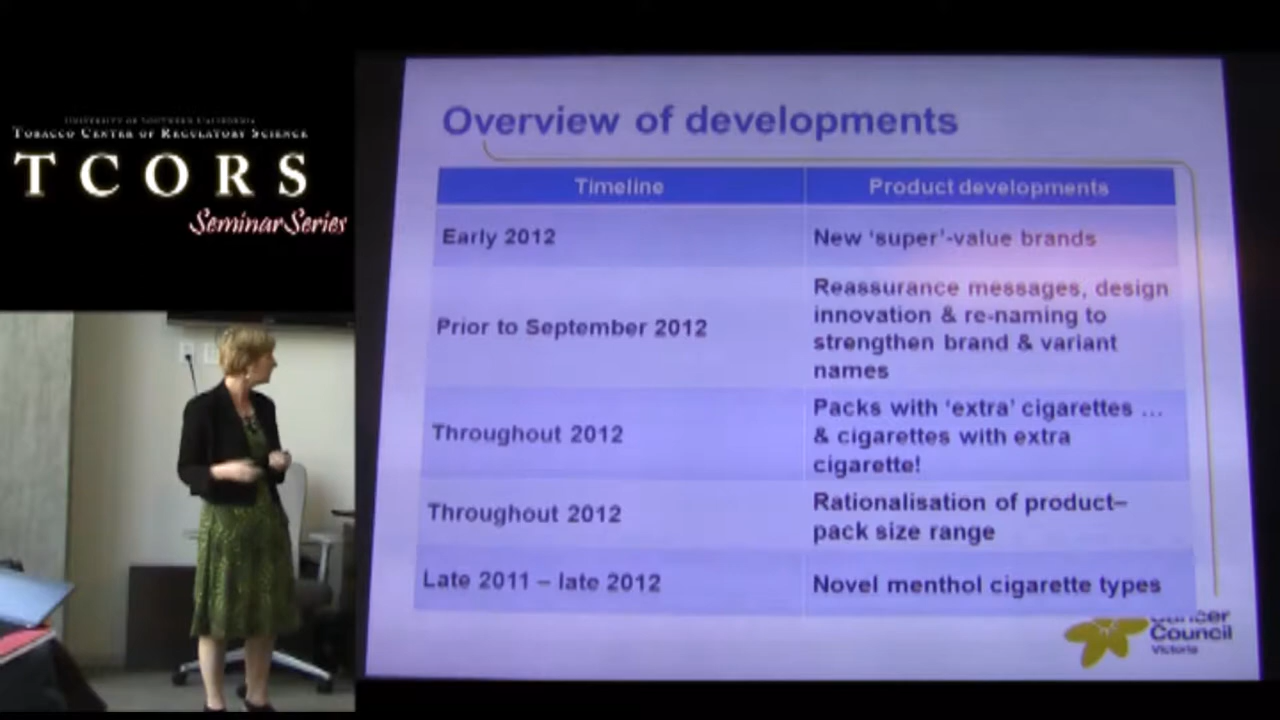 UNIVERSITY OF SOUTHERN CALIFORNIA
TOBACCO CENTER OF REGULATORY SCIENCE
TCORS
Seminar Series
Overview of developments
Timeline
Product developments
Early 2012
New ‘super’-value brands
Prior to September 2012
Reassurance messages, design
innovation & re-naming to
strengthen brand & variant
names
Throughout 2012
Packs with ‘extra’ cigarettes ...
& cigarettes with extra
cigarette!
Throughout 2012
Rationalisation of product–
pack size range
Late 2011 – late 2012
Novel menthol cigarette types
Cancer
Council
Victoria